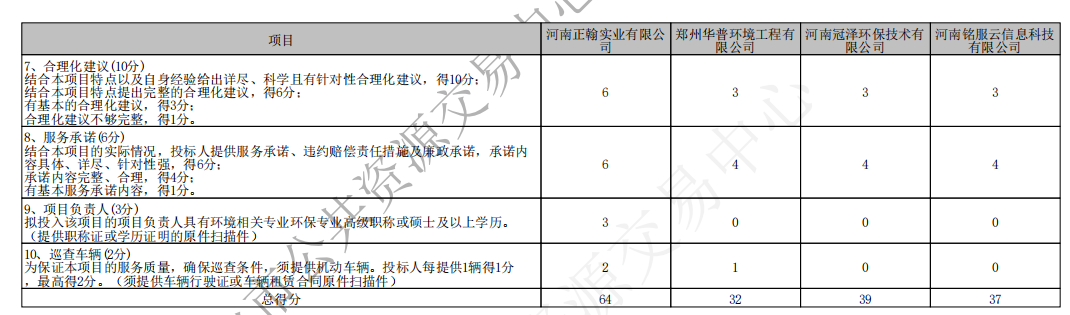 项目
河南正翰实业有限公
司
郑州华普环境工程有
限公司
河南冠泽环保技术有
限公司
河南铭服云信息科技
有限公司
7、合理化建议(10分)
结合本项目特点以及自身经验给出详尽、科学且有针对性合理化建议，得10分；
结合本项目特点提出完整的合理化建议，得6分；
有基本的合理化建议，得3分；
合理化建议不够完整，得1分。
6
3
3
3
8、服务承诺(6分)
结合本项目的实际情况，投标人提供服务承诺、违约赔偿责任措施及廉政承诺，承诺内
容具体、详尽、针对性强，得6分；
承诺内容完整、合理，得4分；
有基本服务承诺内容，得1分。
6
4
4
4
9、项目负责人(3分)
拟投入该项目的项目负责人具有环境相关专业环保专业高级职称或硕士及以上学历。
（提供职称证或学历证明的原件扫描件）
3
0
0
0
10、巡查车辆(2分)
为保证本项目的服务质量，确保巡查条件，须提供机动车辆。投标人每提供1辆得1分
，最高得2分。（须提供车辆行驶证或车辆租赁合同原件扫描件）
2
1
0
0
总得分
64
32
39
37
市公共资源交易中心
交易中心